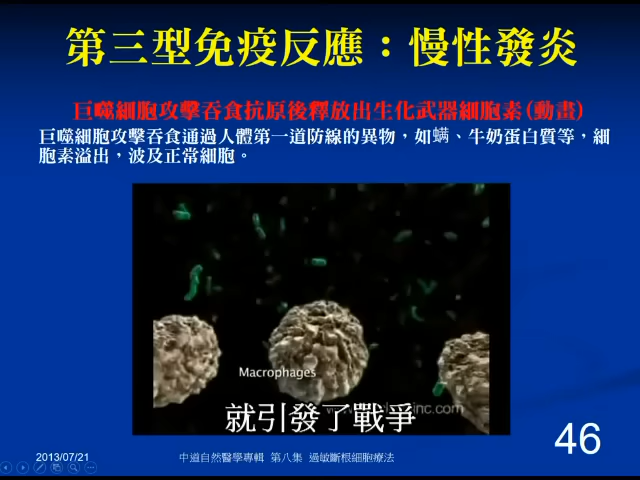 第三型免疫反應：慢性發炎
巨噬細胞攻擊吞食抗原後釋放出生化武器細胞素(動畫)
巨噬細胞攻擊吞食通過人體第一道防線的異物，如螨、牛奶蛋白質等，細
胞素溢出，波及正常細胞。
Macrophages
就引發了戰爭
inc.com
46
2013/07/21
中道自然醫學專輯 第八集 過敏斷根細胞療法